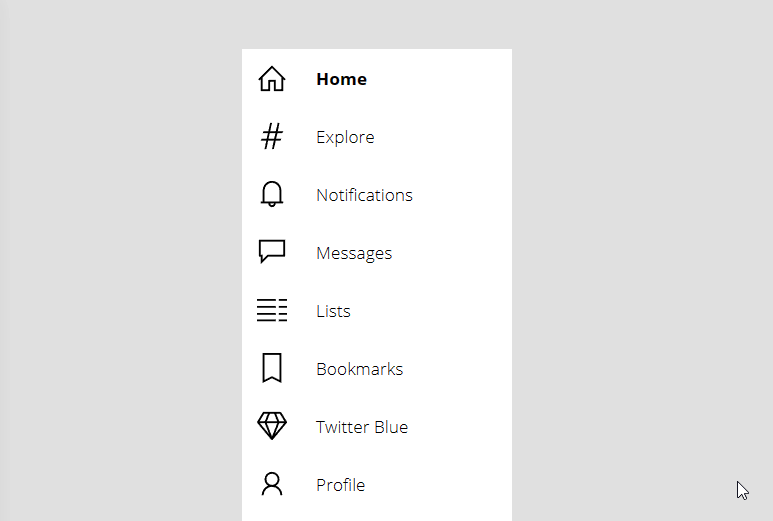 Home
Explore
Notifications
Messages
Lists
Bookmarks
Twitter Blue
Profile